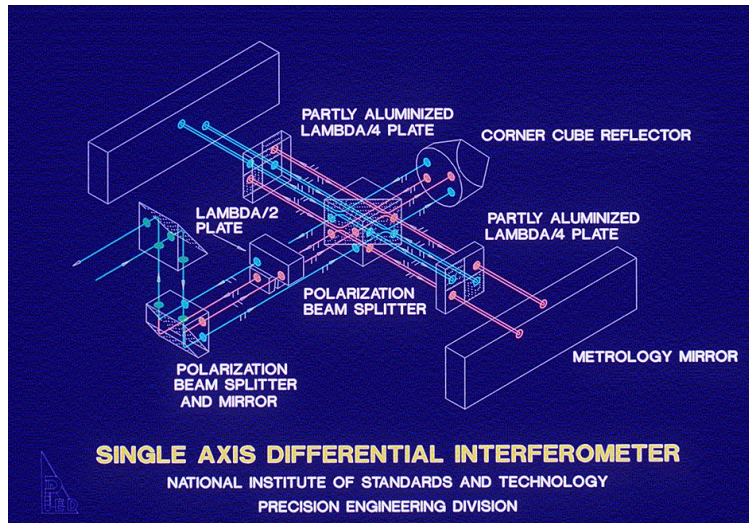 PARTLY ALUMINIZED
LAMBDA/4 PLATE
CORNER CUBE REFLECTOR
LAMBDA/2
PLATE
PARTLY ALUMINIZED
LAMBDA/4 PLATE
POLARIZATION
BEAM SPLITTER
METROLOGY MIRROR
POLARIZATION
BEAM SPLITTER
AND MIRROR
SINGLE AXIS DIFFERENTIAL INTERFEROMETER
NATIONAL INSTITUTE OF STANDARDS AND TECHNOLOGY
PRECISION ENGINEERING DIVISION